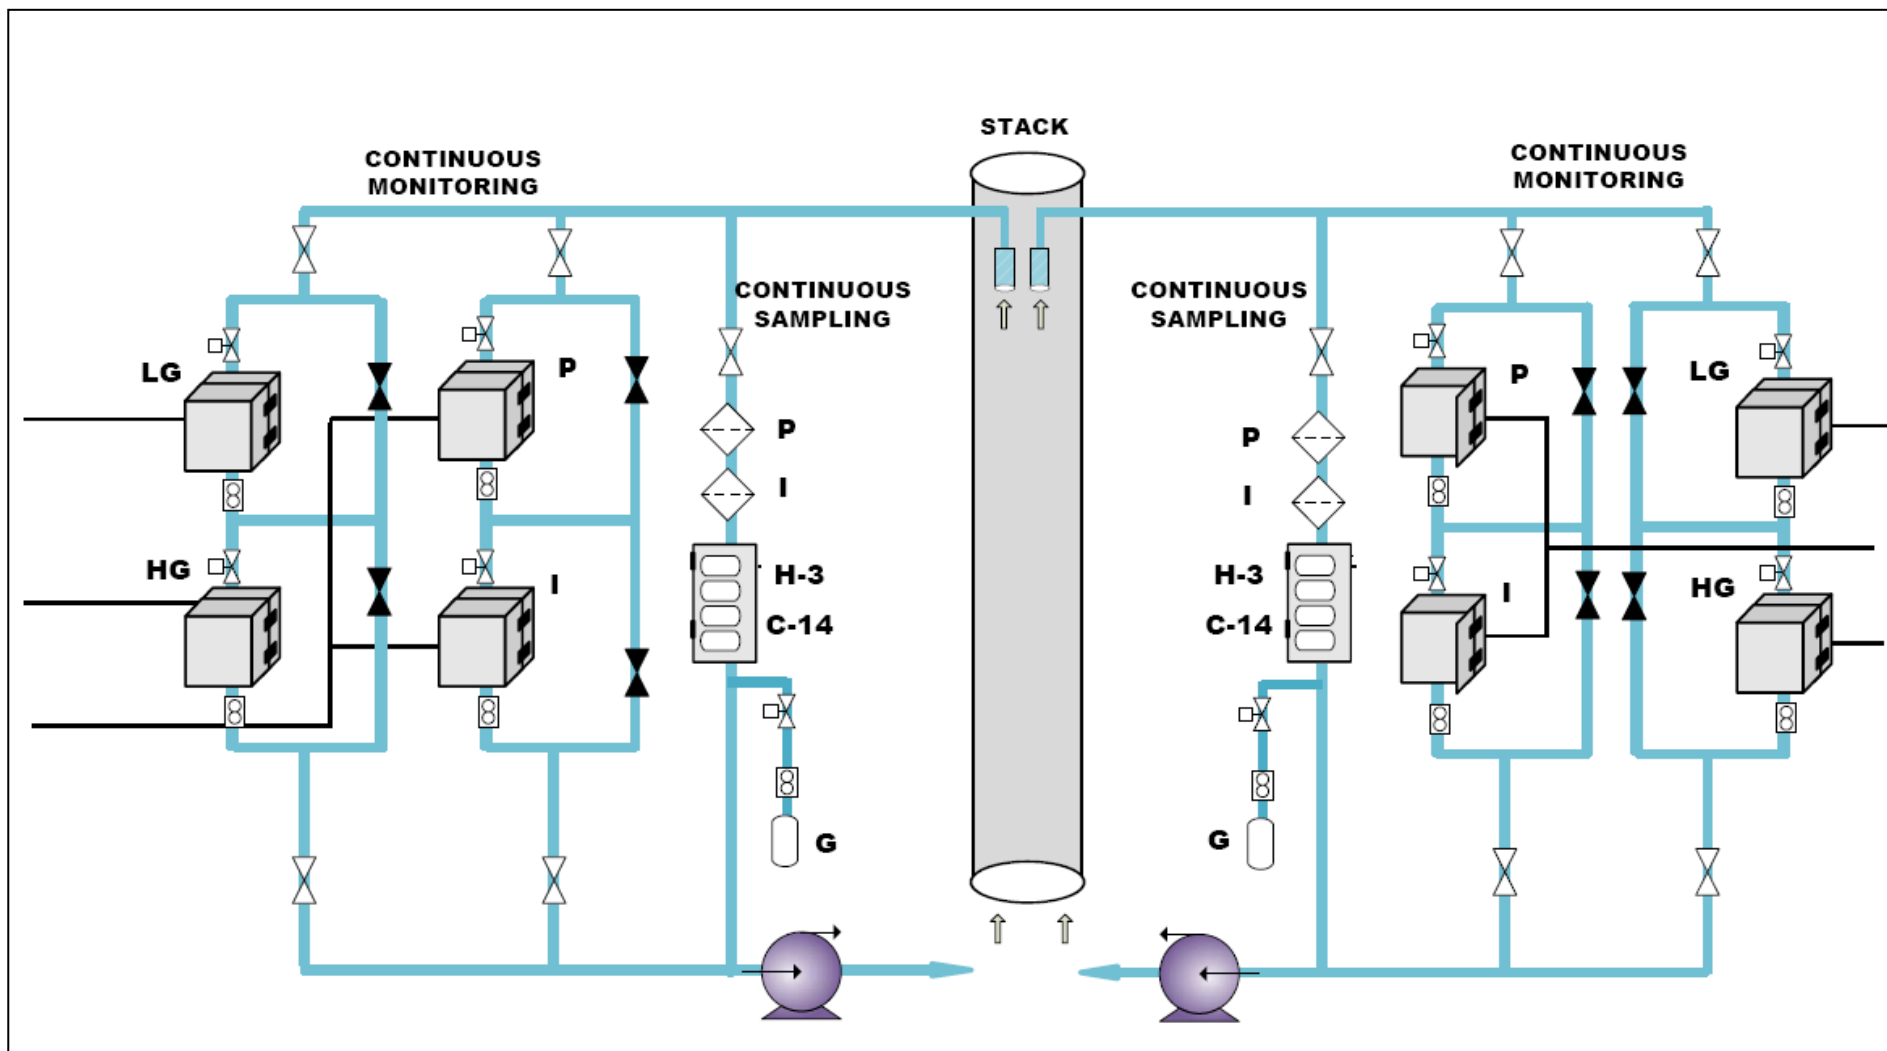 STACK
CONTINUOUS
MONITORING
CONTINUOUS
MONITORING
CONTINUOUS
SAMPLING
CONTINUOUS
SAMPLING
LG
P
P
LG
P
P
I
I
HG
I
H-3
C-14
H-3
C-14
I
HG
G
G